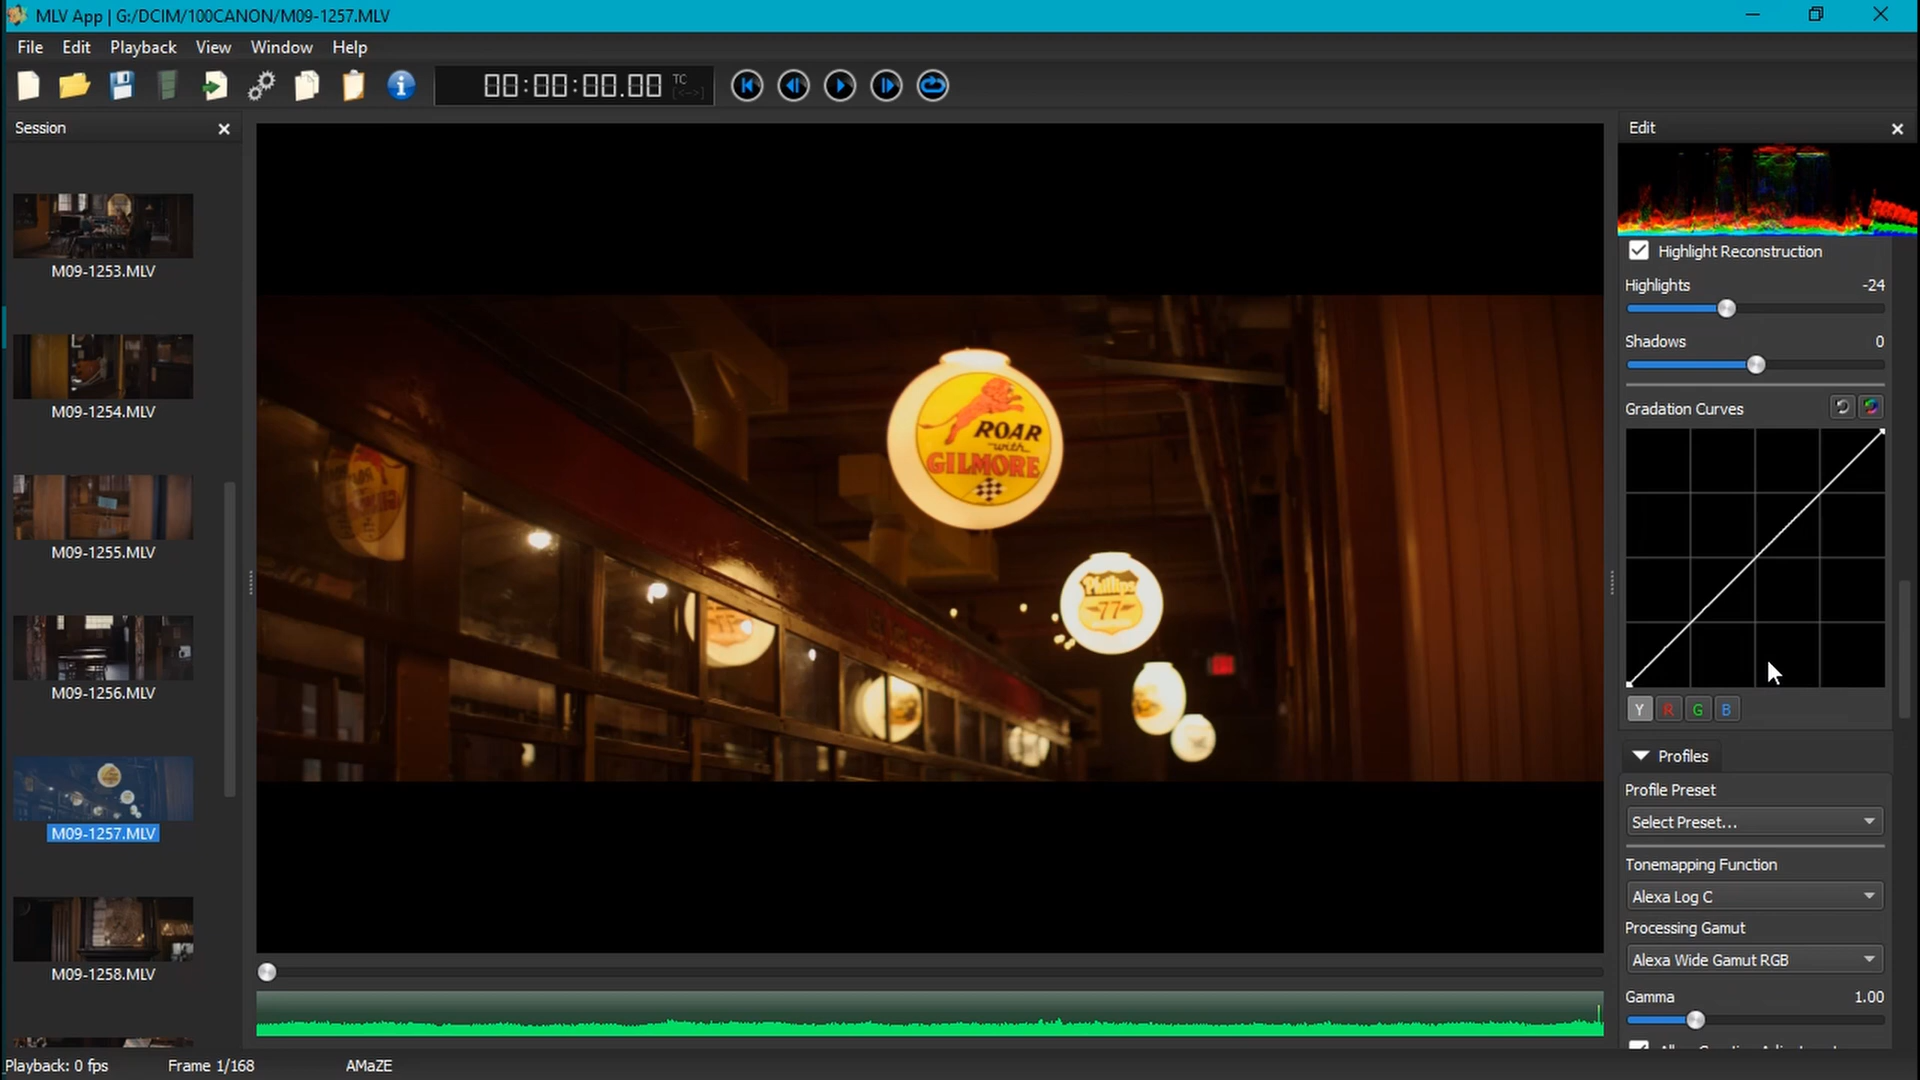 MLV App | G:/DCIM/100CANON/M09-1257.MLV
File Edit Playback View Window Help
00:00:00.00 TC
[<->]
Session
M09-1253.MLV
M09-1254.MLV
M09-1255.MLV
M09-1256.MLV
M09-1257.MLV
M09-1258.MLV
ROAR
with
GILMORE
Phillips
77
Edit
Highlight Reconstruction
Highlights -24
Shadows 0
Gradation Curves
Y R G B
Profiles
Profile Preset
Select Preset...
Tonemapping Function
Alexa Log C
Processing Gamut
Alexa Wide Gamut RGB
Gamma 1.00
Playback: 0 fps Frame 1/168 AMaZE